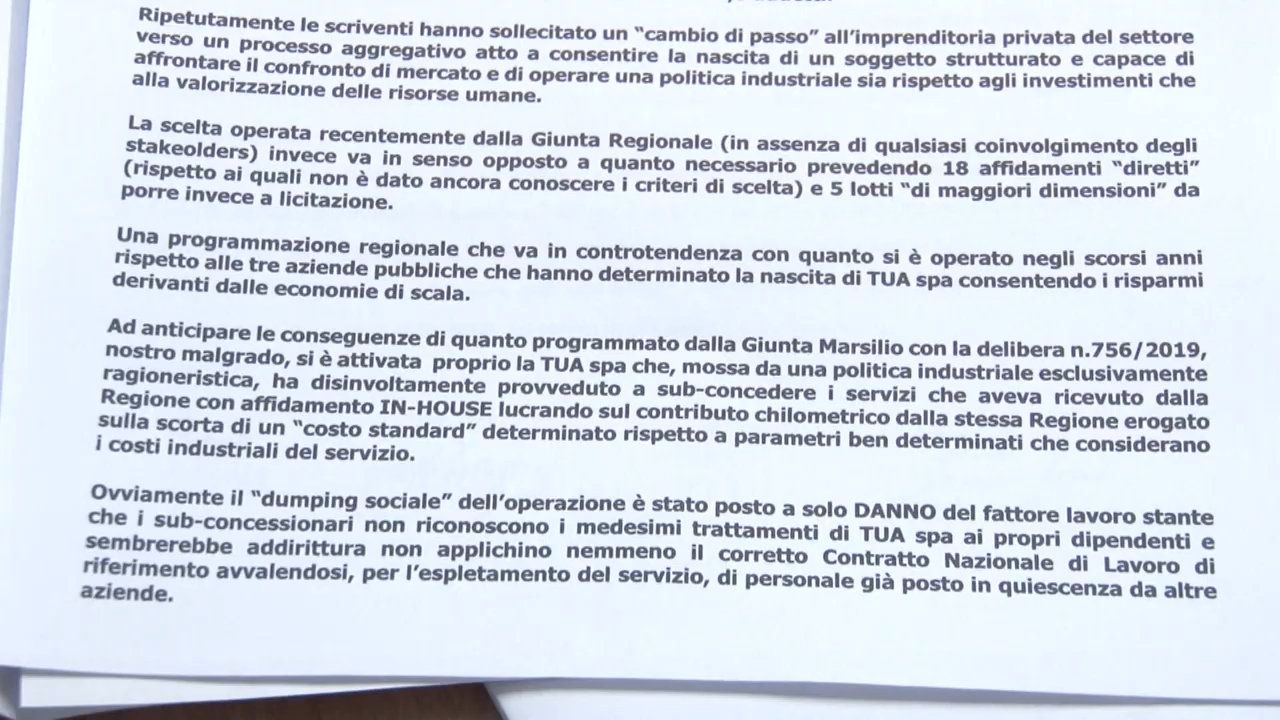 Ripetutamente le scriventi hanno sollecitato un “cambio di passo” all’imprenditoria privata del settore
verso un processo aggregativo atto a consentire la nascita di un soggetto strutturato e capace di
affrontare il confronto di mercato e di operare una politica industriale sia rispetto agli investimenti che
alla valorizzazione delle risorse umane.
La scelta operata recentemente dalla Giunta Regionale (in assenza di qualsiasi coinvolgimento degli
stakeolders) invece va in senso opposto a quanto necessario prevedendo 18 affidamenti “diretti”
(rispetto ai quali non è dato ancora conoscere i criteri di scelta) e 5 lotti “di maggiori dimensioni” da
porre invece a licitazione.
Una programmazione regionale che va in controtendenza con quanto si è operato negli scorsi anni
rispetto alle tre aziende pubbliche che hanno determinato la nascita di TUA spa consentendo i risparmi
derivanti dalle economie di scala.
Ad anticipare le conseguenze di quanto programmato dalla Giunta Marsilio con la delibera n.756/2019,
nostro malgrado, si è attivata proprio la TUA spa che, mossa da una politica industriale esclusivamente
ragioneristica, ha disinvoltamente provveduto a sub-concedere i servizi che aveva ricevuto dalla
Regione con affidamento IN-HOUSE lucrando sul contributo chilometrico dalla stessa Regione erogato
sulla scorta di un “costo standard” determinato rispetto a parametri ben determinati che considerano
i costi industriali del servizio.
Ovviamente il “dumping sociale” dell’operazione è stato posto a solo DANNO del fattore lavoro stante
che i sub-concessionari non riconoscono i medesimi trattamenti di TUA spa ai propri dipendenti e
sembrerebbe addirittura non applichino nemmeno il corretto Contratto Nazionale di Lavoro di
riferimento avvalendosi, per l’espletamento del servizio, di personale già posto in quiescenza da altre
aziende.